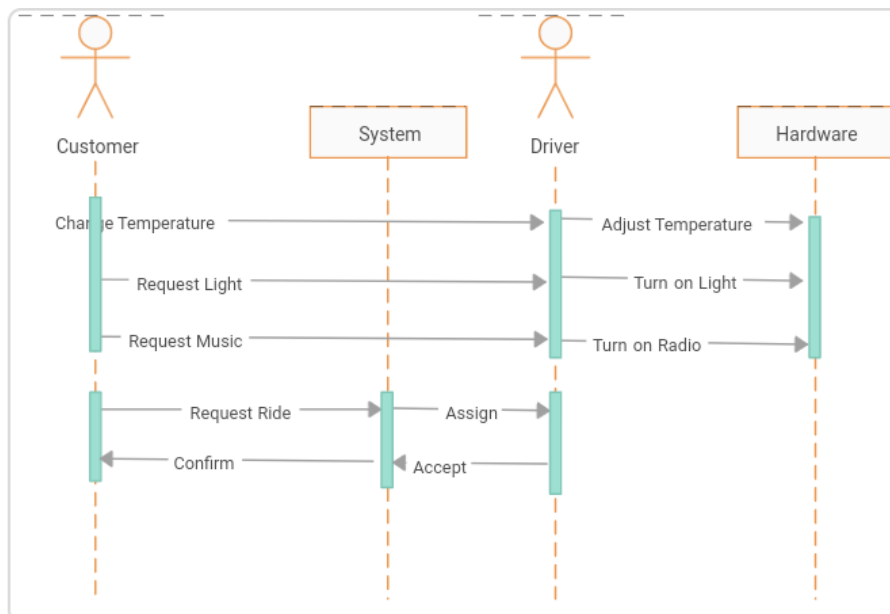 Customer
System
Driver
Hardware
Change Temperature
Adjust Temperature
Request Light
Turn on Light
Request Music
Turn on Radio
Request Ride
Assign
Confirm
Accept